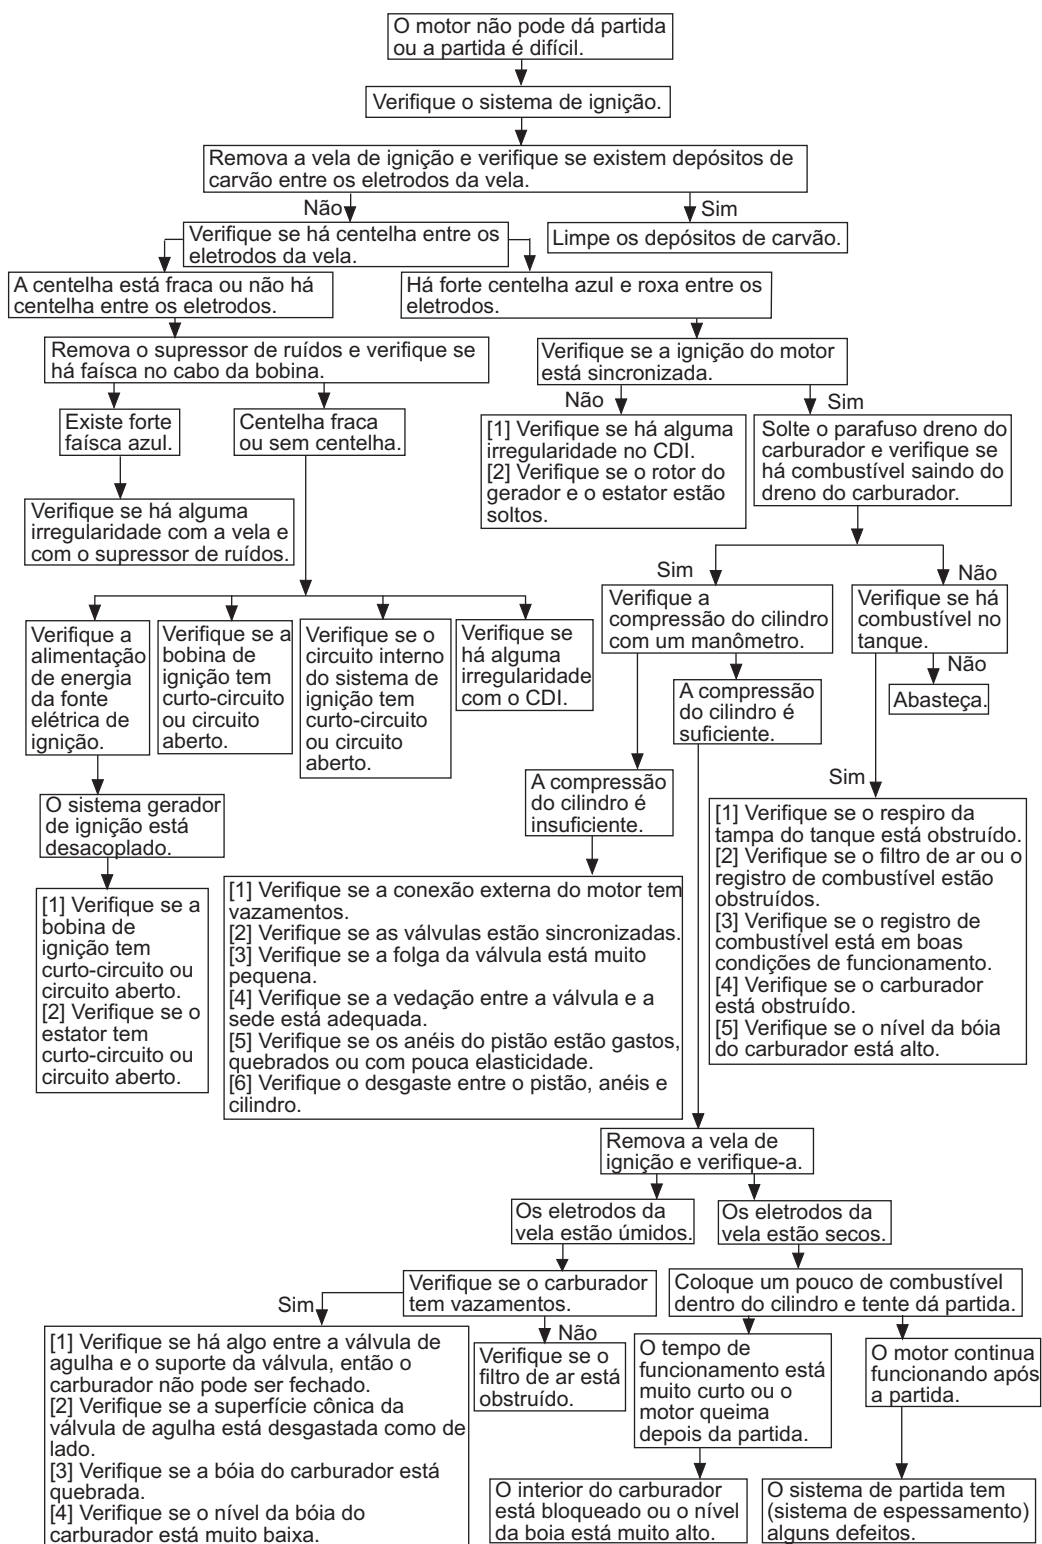 O motor não pode dá partida
ou a partida é difícil.
Verifique o sistema de ignição.
Remova a vela de ignição e verifique se existem depósitos de
carvão entre os eletrodos da vela.
Não
Sim
Verifique se há centelha entre os
eletrodos da vela.
Limpe os depósitos de carvão.
A centelha está fraca ou não há
centelha entre os eletrodos.
Há forte centelha azul e roxa entre os
eletrodos.
Remova o supressor de ruídos e verifique se
há faísca no cabo da bobina.
Verifique se a ignição do motor
está sincronizada.
Existe forte
faísca azul.
Centelha fraca
ou sem centelha.
Não
Sim
[1] Verifique se há alguma
irregularidade no CDI.
[2] Verifique se o rotor do
gerador e o estator estão
soltos.
Solte o parafuso dreno do
carburador e verifique se
há combustível saindo do
dreno do carburador.
Verifique se há alguma
irregularidade com a vela e
com o supressor de ruídos.
Sim
Não
Verifique a
alimentação
de energia
da fonte
elétrica de
ignição.
Verifique se a
bobina de
ignição tem
curto-circuito
ou circuito
aberto.
Verifique se o
circuito interno
do sistema de
ignição tem
curto-circuito
ou circuito
aberto.
Verifique se
há alguma
irregularidade
com o CDI.
Verifique a
compressão do cilindro
com um manômetro.
Verifique se há
combustível no
tanque.
Não
Abasteça.
A compressão
do cilindro é
suficiente.
A compressão
do cilindro é
insuficiente.
Sim
O sistema gerador
de ignição está
desacoplado.
[1] Verifique se a
bobina de
ignição tem
curto-circuito ou
circuito aberto.
[2] Verifique se o
estator tem
curto-circuito ou
circuito aberto.
[1] Verifique se a conexão externa do motor tem
vazamentos.
[2] Verifique se as válvulas estão sincronizadas.
[3] Verifique se a folga da válvula está muito
pequena.
[4] Verifique se a vedação entre a válvula e a
sede está adequada.
[5] Verifique se os anéis do pistão estão gastos,
quebrados ou com pouca elasticidade.
[6] Verifique o desgaste entre o pistão, anéis e
cilindro.
[1] Verifique se o respiro da
tampa do tanque está obstruído.
[2] Verifique se o filtro de ar ou o
registro de combustível estão
obstruídos.
[3] Verifique se o registro de
combustível está em boas
condições de funcionamento.
[4] Verifique se o carburador
está obstruído.
[5] Verifique se o nível da bóia
do carburador está alto.
Remova a vela de
ignição e verifique-a.
Os eletrodos da
vela estão úmidos.
Os eletrodos da
vela estão secos.
Verifique se o carburador
tem vazamentos.
Coloque um pouco de combustível
dentro do cilindro e tente dá partida.
Sim
Não
[1] Verifique se há algo entre a válvula de
agulha e o suporte da válvula, então o
carburador não pode ser fechado.
[2] Verifique se a superfície cônica da
válvula de agulha está desgastada como de
lado.
[3] Verifique se a bóia do carburador está
quebrada.
[4] Verifique se o nível da bóia do
carburador está muito baixa.
Verifique se o
filtro de ar está
obstruído.
O tempo de
funcionamento está
muito curto ou o
motor queima
depois da partida.
O motor continua
funcionando após
a partida.
O interior do carburador
está bloqueado ou o nível
da boia está muito alto.
O sistema de partida tem
(sistema de espessamento)
alguns defeitos.